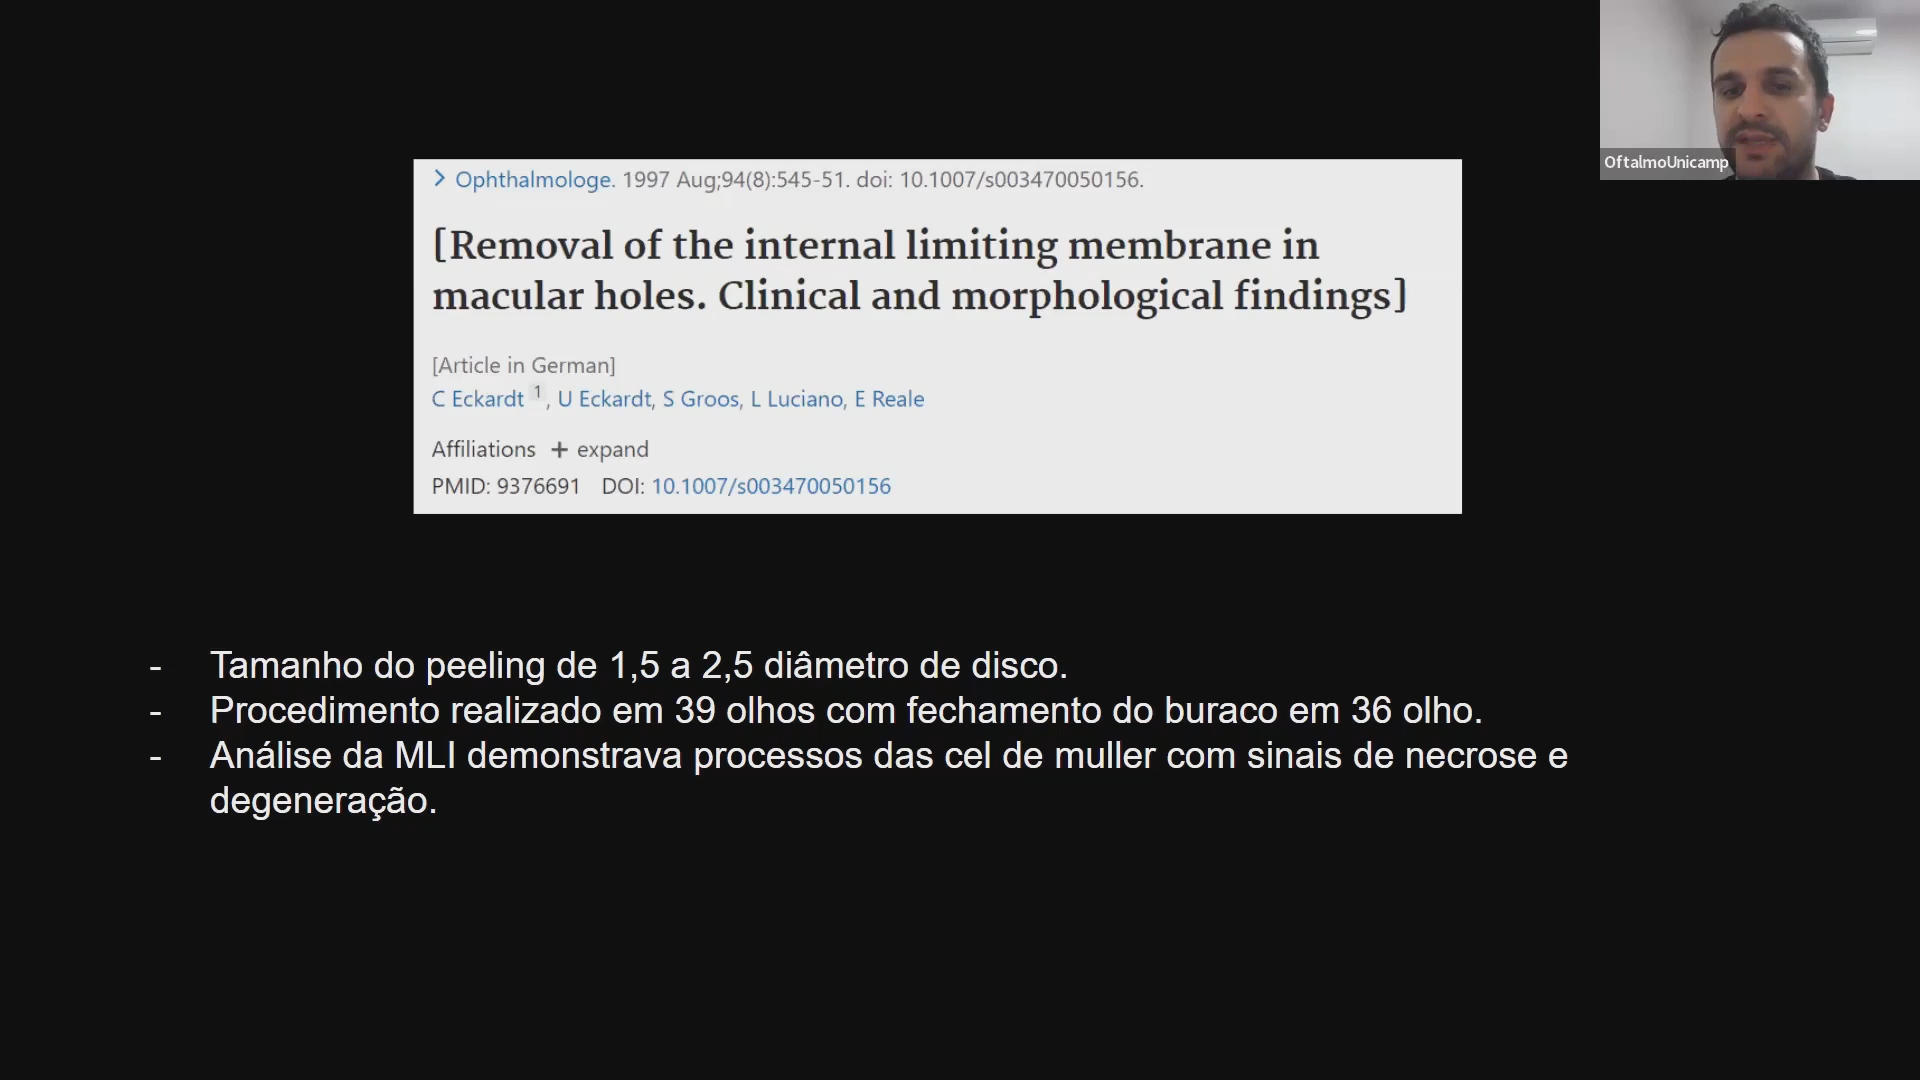 OftalmoUnicamp
> Ophthalmologe. 1997 Aug;94(8):545-51. doi: 10.1007/s003470050156.
[Removal of the internal limiting membrane in
macular holes. Clinical and morphological findings]
[Article in German]
C Eckardt 1, U Eckardt, S Groos, L Luciano, E Reale
Affiliations + expand
PMID: 9376691 DOI: 10.1007/s003470050156
- Tamanho do peeling de 1,5 a 2,5 diâmetro de disco.
- Procedimento realizado em 39 olhos com fechamento do buraco em 36 olho.
- Análise da MLI demonstrava processos das cel de muller com sinais de necrose e
degeneração.